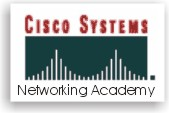 CISCO SYSTEMS
Networking Academy